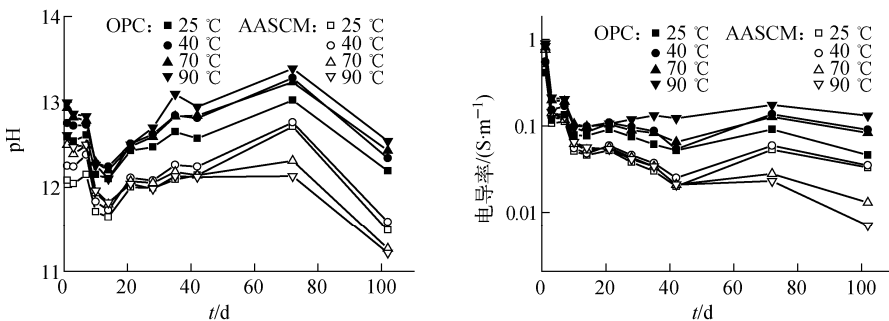 14
13
12
11
pH
OPC: 25 ℃ AASCM: 25 ℃
40 ℃ 40 ℃
70 ℃ 70 ℃
90 ℃ 90 ℃
0 20 40 60 80 100
t/d
1
0.1
0.01
电导率/(S·m⁻¹)
OPC: 25 ℃ AASCM: 25 ℃
40 ℃ 40 ℃
70 ℃ 70 ℃
90 ℃ 90 ℃
0 20 40 60 80 100
t/d